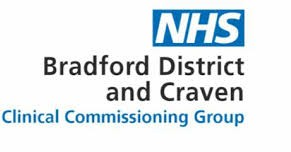 NHS
Bradford District
and Craven
Clinical Commissioning Group